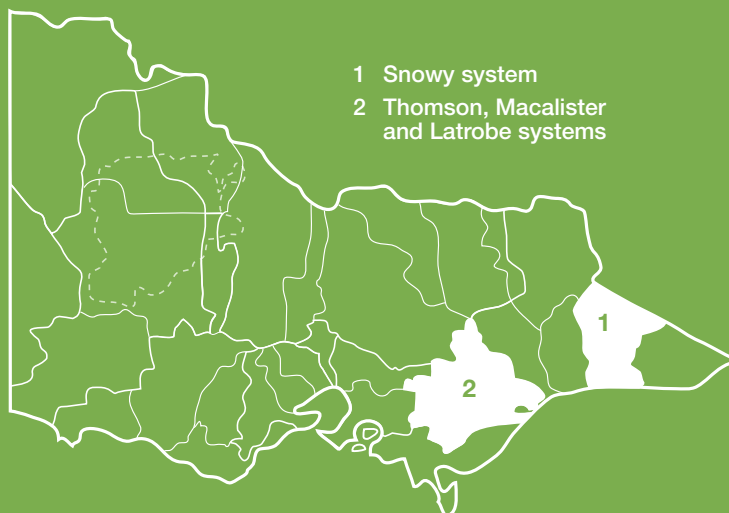 1 Snowy system
2 Thomson, Macalister
and Latrobe systems
1
2